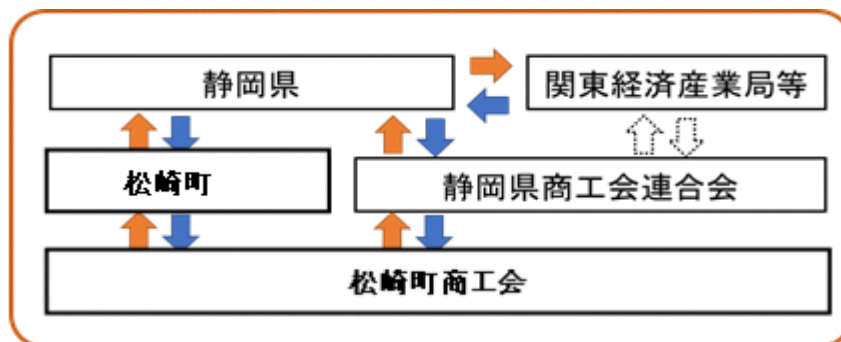 静岡県
関東経済産業局等
松崎町
静岡県商工会連合会
松崎町商工会